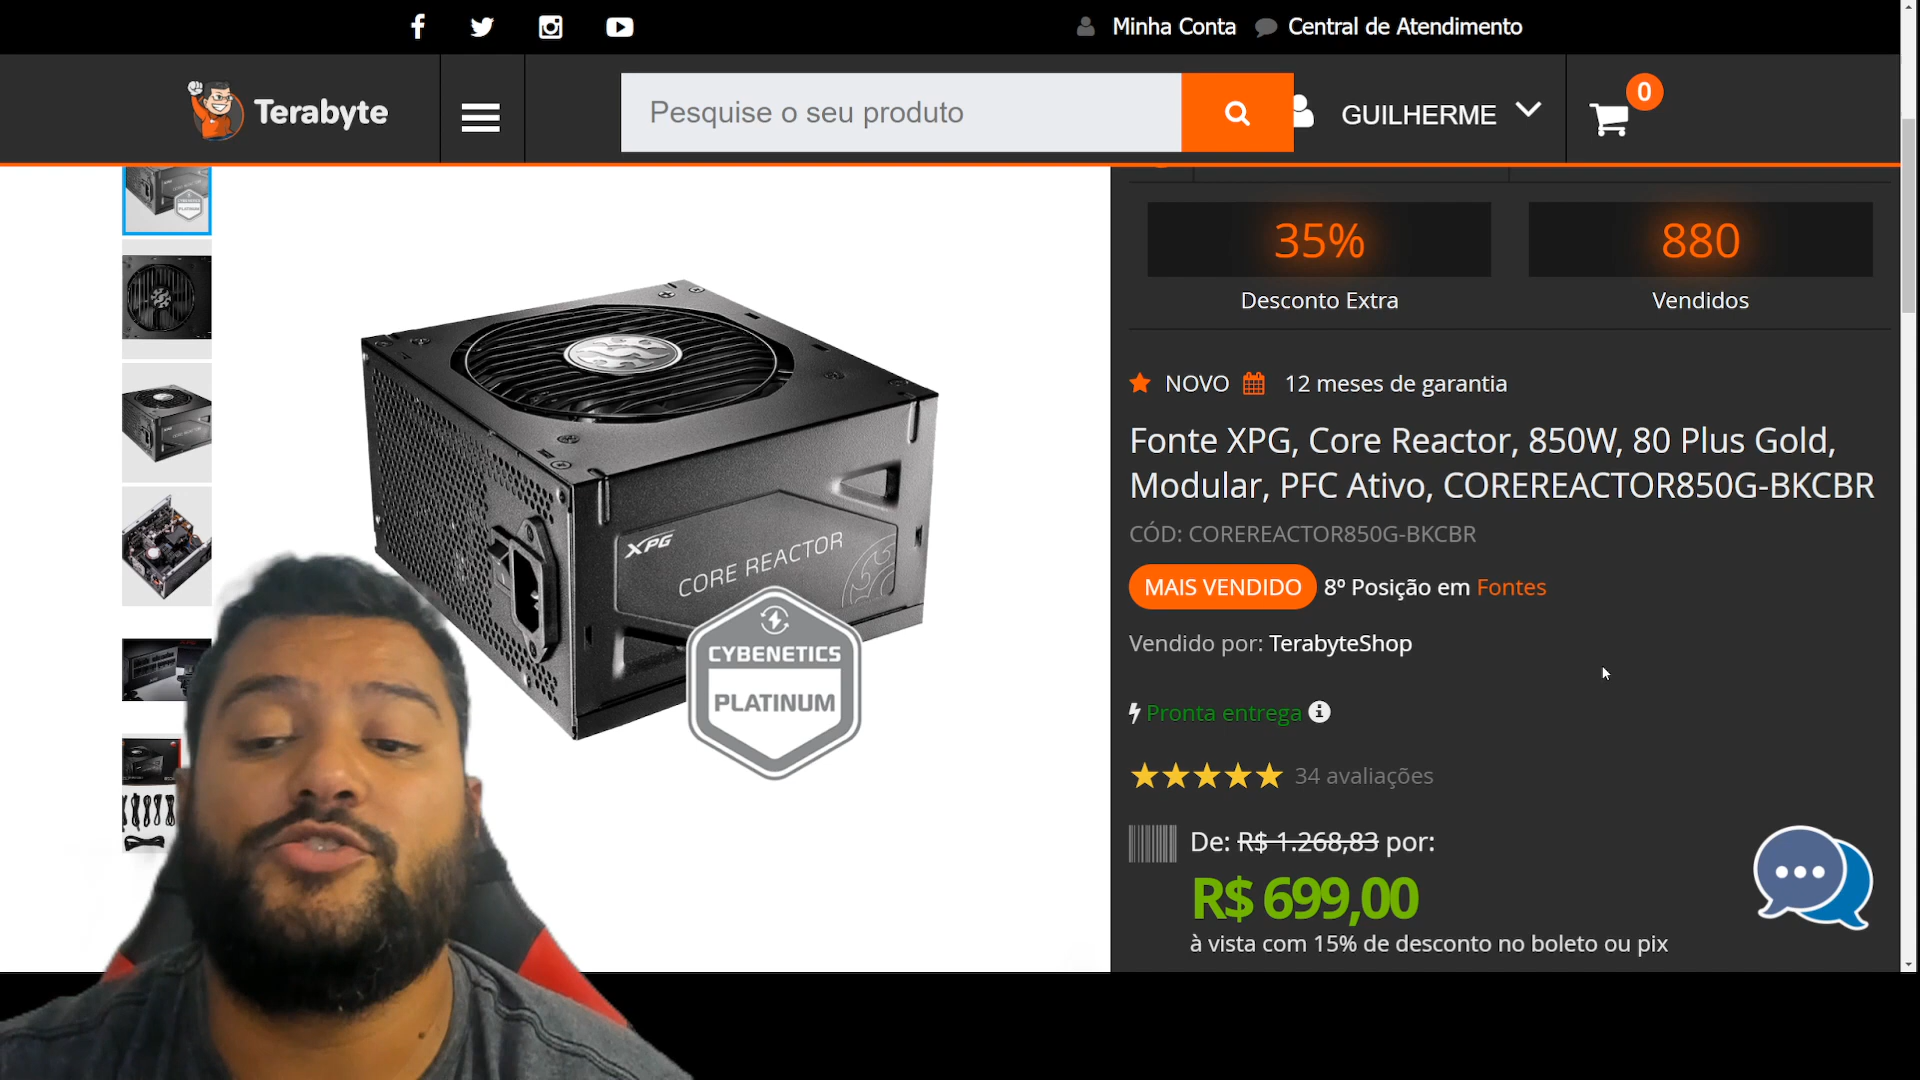 Minha Conta
Central de Atendimento
Terabyte
Pesquise o seu produto
GUILHERME
0
35%
Desconto Extra
880
Vendidos
NOVO 12 meses de garantia
Fonte XPG, Core Reactor, 850W, 80 Plus Gold,
Modular, PFC Ativo, COREREACTOR850G-BKCBR
CÓD: COREREACTOR850G-BKCBR
MAIS VENDIDO 8º Posição em Fontes
Vendido por: TerabyteShop
Pronta entrega
34 avaliações
De: R$ 1.268,83 por:
R$ 699,00
à vista com 15% de desconto no boleto ou pix
XPG
CORE REACTOR
CYBENETICS
PLATINUM